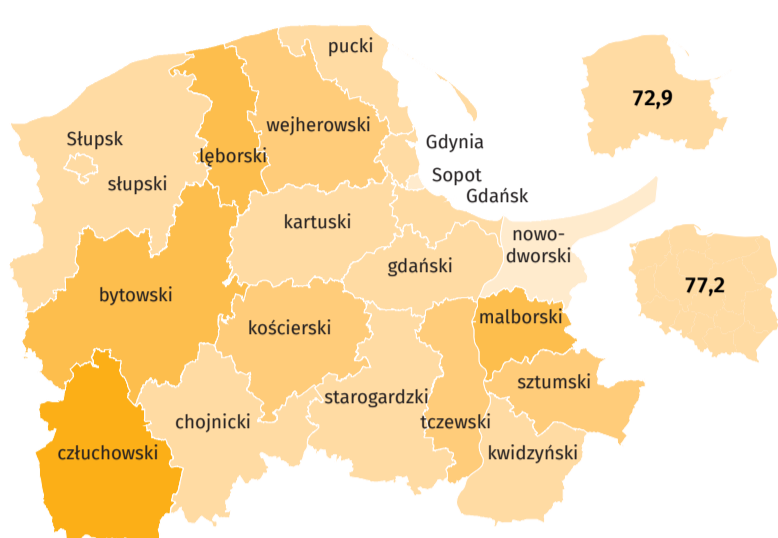 pucki
72,9
wejherowski
Słupsk
Gdynia
lęborski
Sopot
słupski
Gdańsk
kartuski
nowo-
dworski
gdański
77,2
bytowski
malborski
kościerski
sztumski
starogardzki
chojnicki
tczewski
człuchowski
kwidzyński